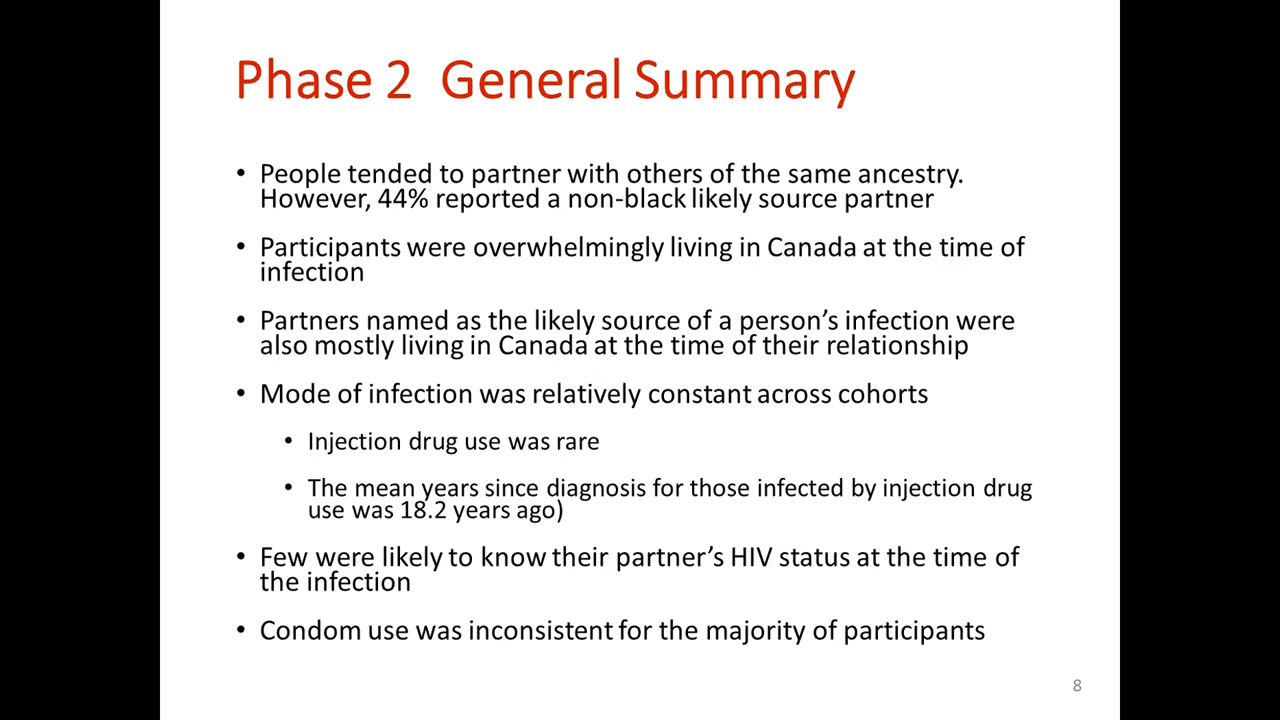 Phase 2 General Summary
• People tended to partner with others of the same ancestry.
However, 44% reported a non-black likely source partner
• Participants were overwhelmingly living in Canada at the time of
infection
• Partners named as the likely source of a person’s infection were
also mostly living in Canada at the time of their relationship
• Mode of infection was relatively constant across cohorts
• Injection drug use was rare
• The mean years since diagnosis for those infected by injection drug
use was 18.2 years ago)
• Few were likely to know their partner’s HIV status at the time of
the infection
• Condom use was inconsistent for the majority of participants
8